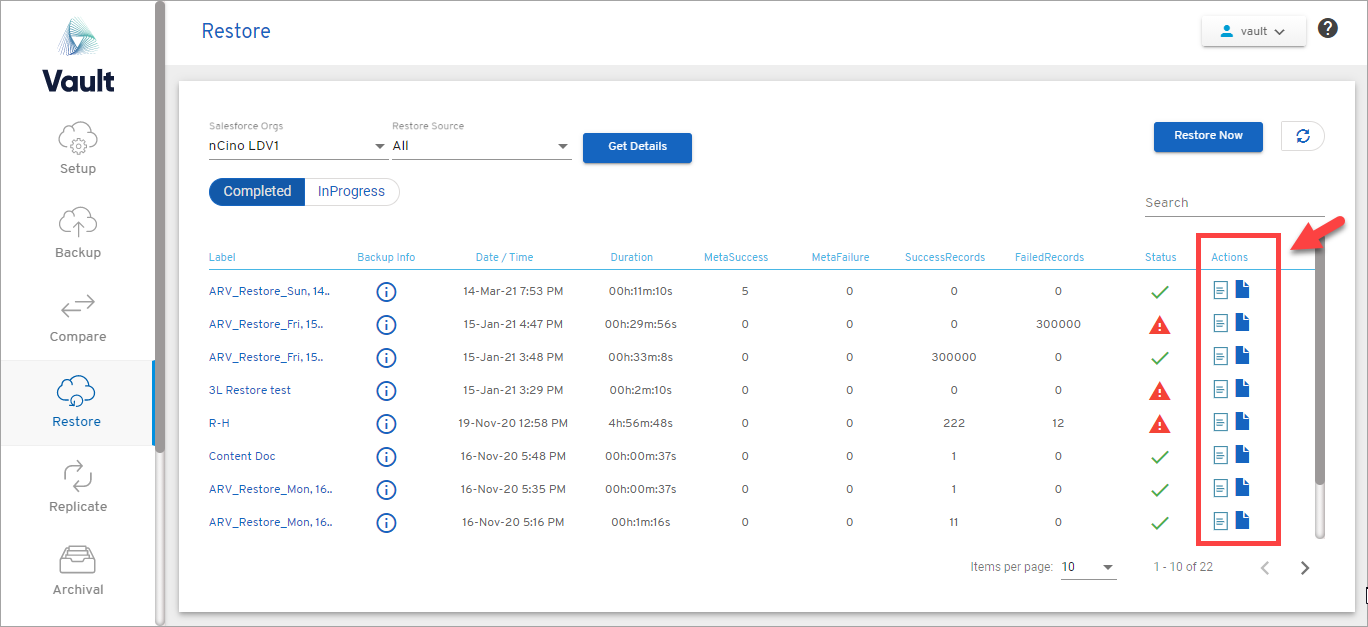 Vault
Setup
Backup
Compare
Restore
Replicate
Archival
Restore
vault
?
Salesforce Orgs
nCino LDV1
Restore Source
All
Get Details
Restore Now
Completed InProgress
Search
Label Backup Info Date / Time Duration MetaSuccess MetaFailure SuccessRecords FailedRecords Status Actions
ARV_Restore_Sun, 14.. 14-Mar-21 7:53 PM 00h:11m:10s 5 0 0 0
ARV_Restore_Fri, 15.. 15-Jan-21 4:47 PM 00h:29m:56s 0 0 0 300000
ARV_Restore_Fri, 15.. 15-Jan-21 3:48 PM 00h:33m:8s 0 0 300000 0
3L Restore test 15-Jan-21 3:29 PM 00h:2m:10s 0 0 0 0
R-H 19-Nov-20 12:58 PM 4h:56m:48s 0 0 222 12
Content Doc 16-Nov-20 5:48 PM 00h:00m:37s 0 0 1 0
ARV_Restore_Mon, 16.. 16-Nov-20 5:35 PM 00h:00m:37s 0 0 1 0
ARV_Restore_Mon, 16.. 16-Nov-20 5:16 PM 00h:1m:16s 0 0 11 0
Items per page: 10 1 - 10 of 22